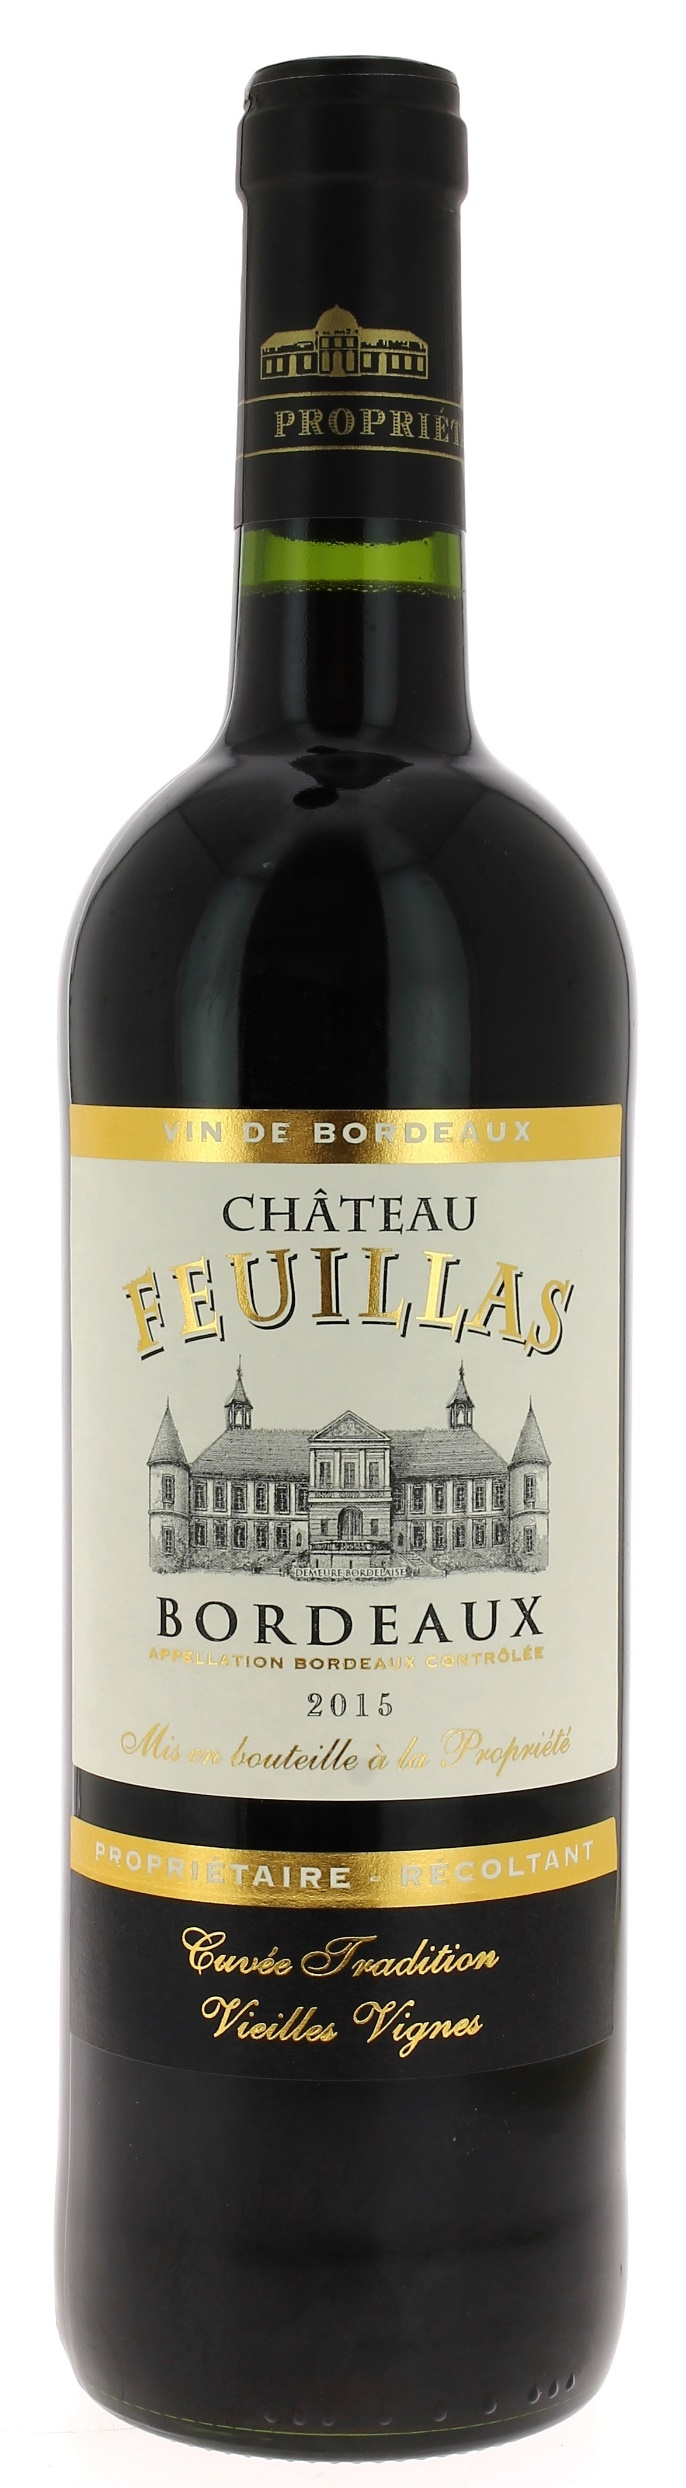 VIN DE BORDEAUX
CHÂTEAU
FEUILLAS
DEMEURE BORDELAISE
BORDEAUX
APPELLATION BORDEAUX CONTRÔLÉE
2015
Mis en bouteille à la Propriété
PROPRIÉTAIRE - RÉCOLTANT
Cuvée Tradition
Vieilles Vignes